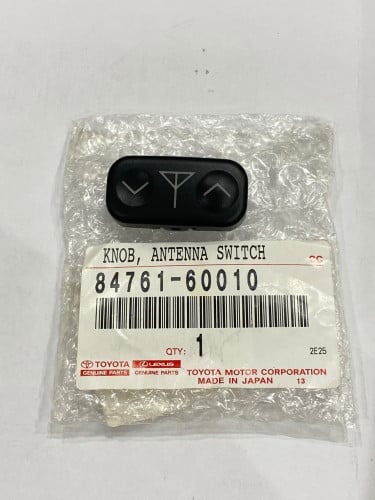 KNOB, ANTENNA SWITCH
84761-60010
QTY: 1 2E25
TOYOTA LEXUS
GENUINE PARTS GENUINE PARTS
TOYOTA MOTOR CORPORATION
MADE IN JAPAN 13